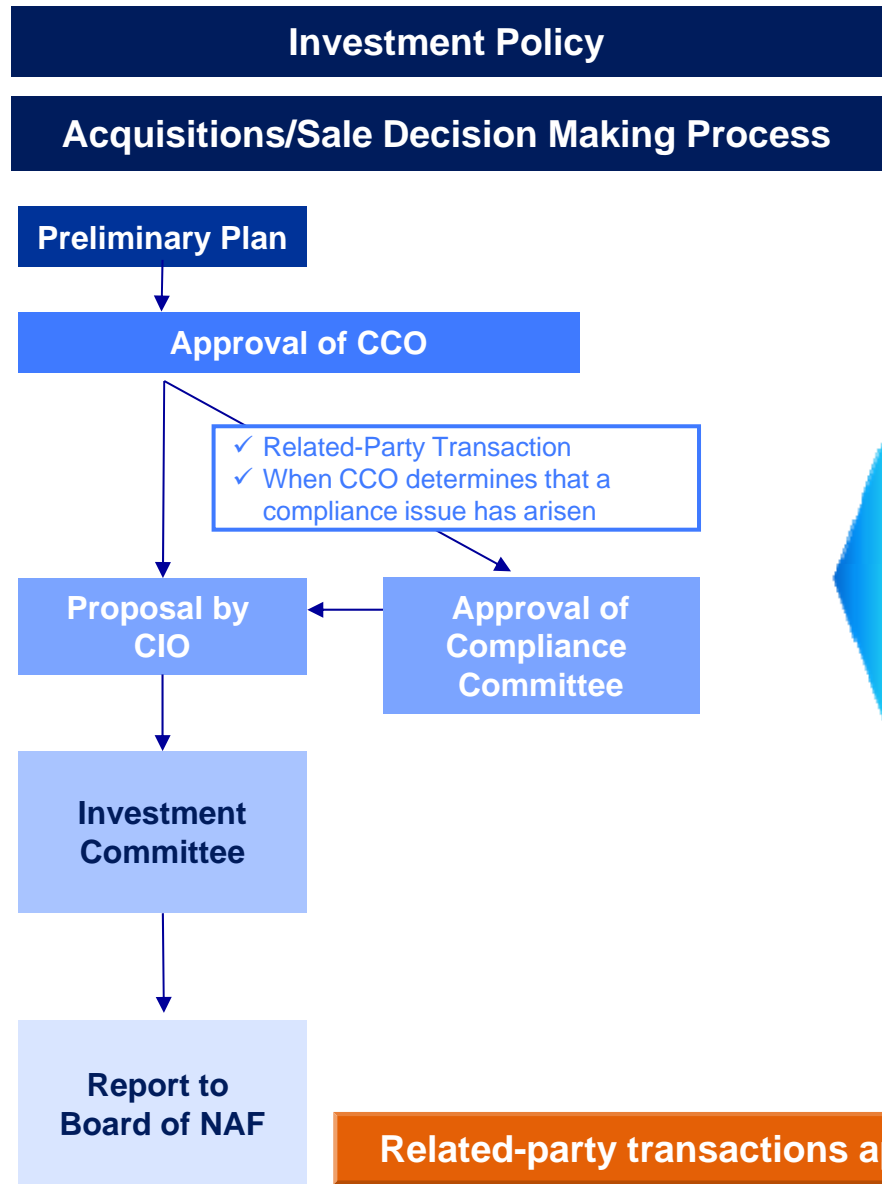 Investment Policy
Acquisitions/Sale Decision Making Process
Preliminary Plan
Approval of CCO
✓ Related-Party Transaction
✓ When CCO determines that a
compliance issue has arisen
Proposal by
CIO
Approval of
Compliance
Committee
Investment
Committee
Report to
Board of NAF
Related-party transactions